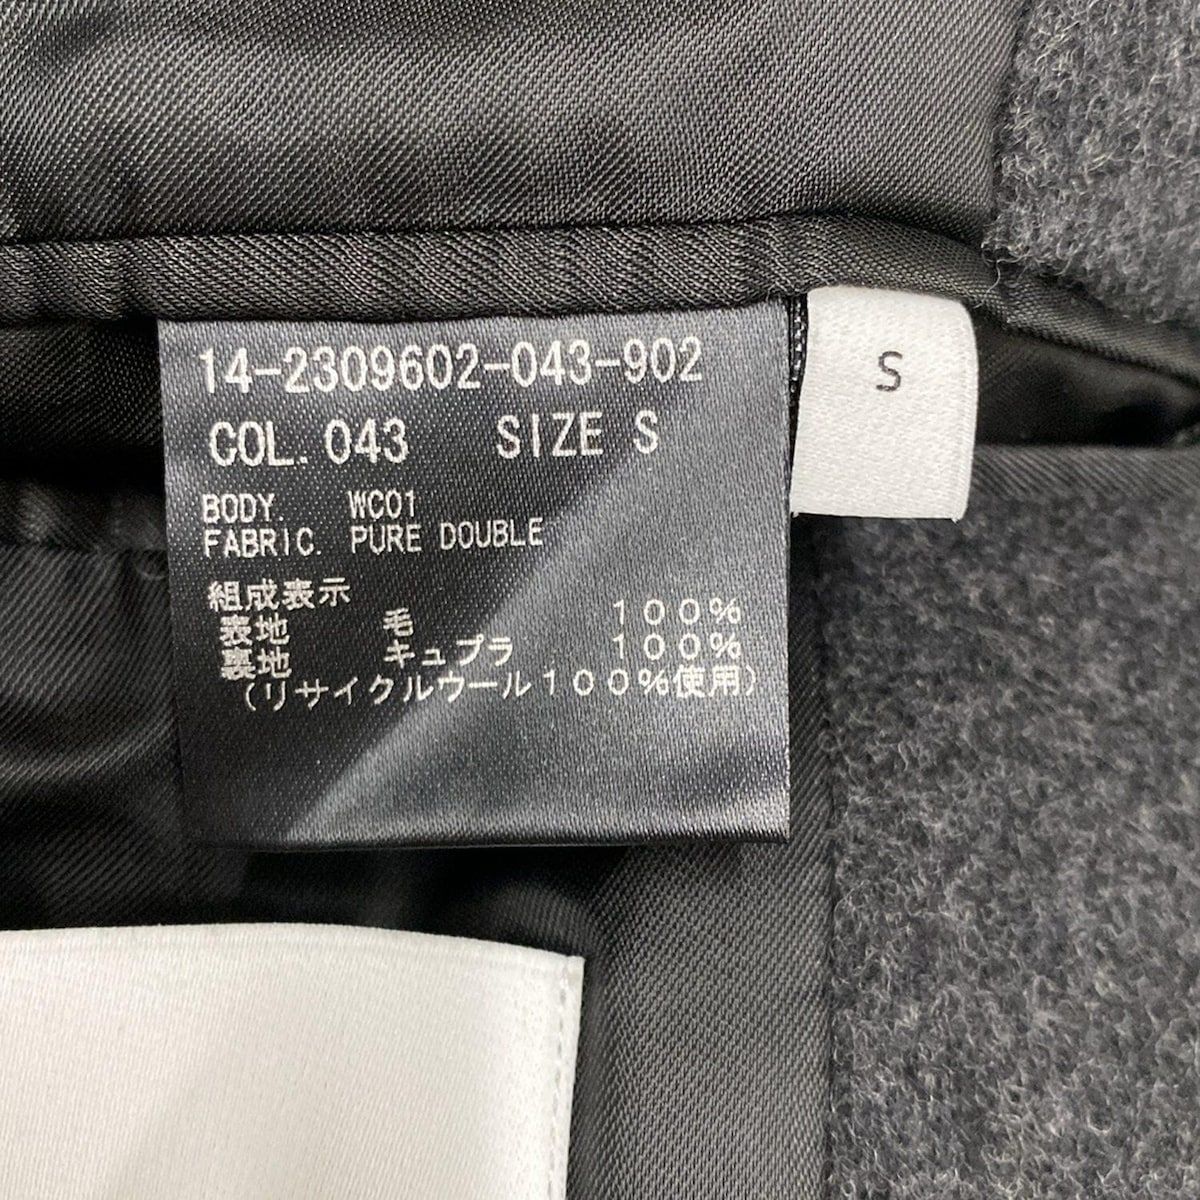 14-2309602-043-902
COL. 043 SIZE S
BODY WC01
FABRIC. PURE DOUBLE
組成表示
表地 毛 100%
裏地 キュプラ 100%
(リサイクルウール100%使用)
S